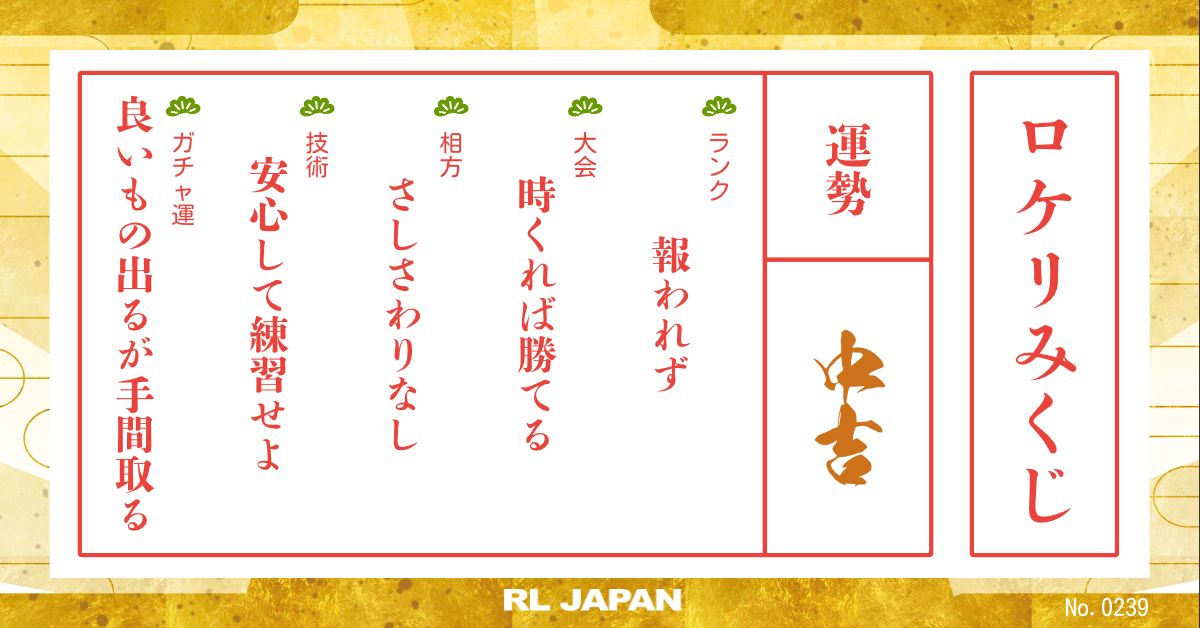 ロケリみくじ
運勢
中吉
ランク
報われず
大会
時くれば勝てる
相方
さしさわりなし
技術
安心して練習せよ
ガチャ運
良いもの出るが手間取る
RL JAPAN
No. 0239